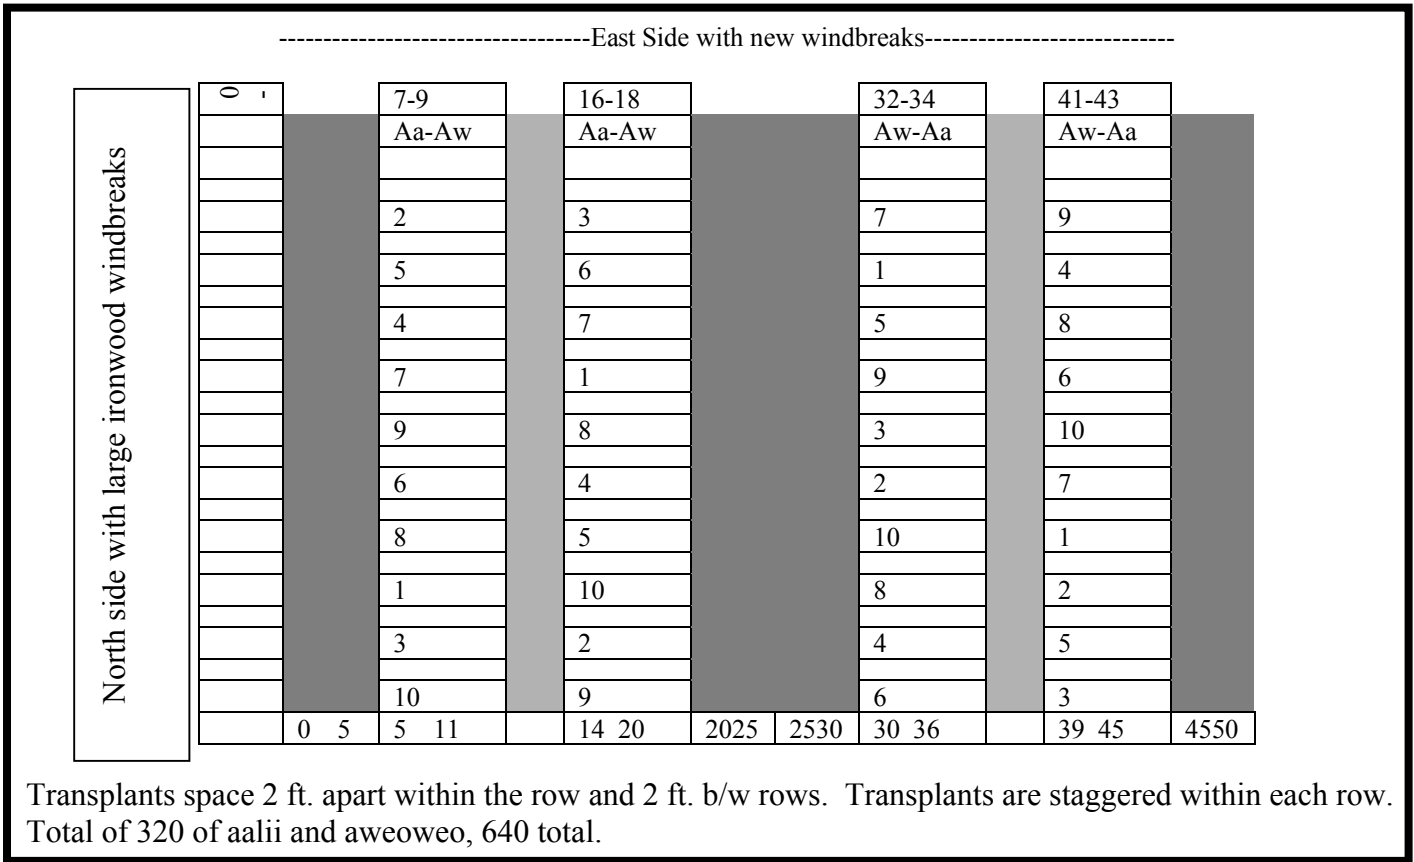 ---------------------------------East Side with new windbreaks---------------------------
North side with large ironwood windbreaks
0 -
7-9 16-18 32-34 41-43
Aa-Aw Aa-Aw Aw-Aa Aw-Aa
2 3 7 9
5 6 1 4
4 7 5 8
7 1 9 6
9 8 3 10
6 4 2 7
8 5 10 1
1 10 8 2
3 2 4 5
10 9 6 3
0 5 5 11 14 20 2025 2530 30 36 39 45 4550
Transplants space 2 ft. apart within the row and 2 ft. b/w rows. Transplants are staggered within each row.
Total of 320 of aalii and aweoweo, 640 total.